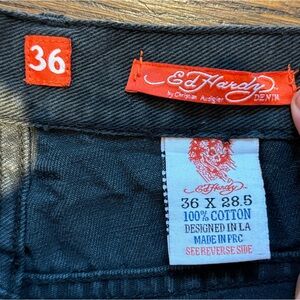 36
Ed Hardy
by Christian Audigier
DENIM
Ed Hardy
36 X 28.5
100% COTTON
DESIGNED IN LA
MADE IN PRC
SEE REVERSE SIDE